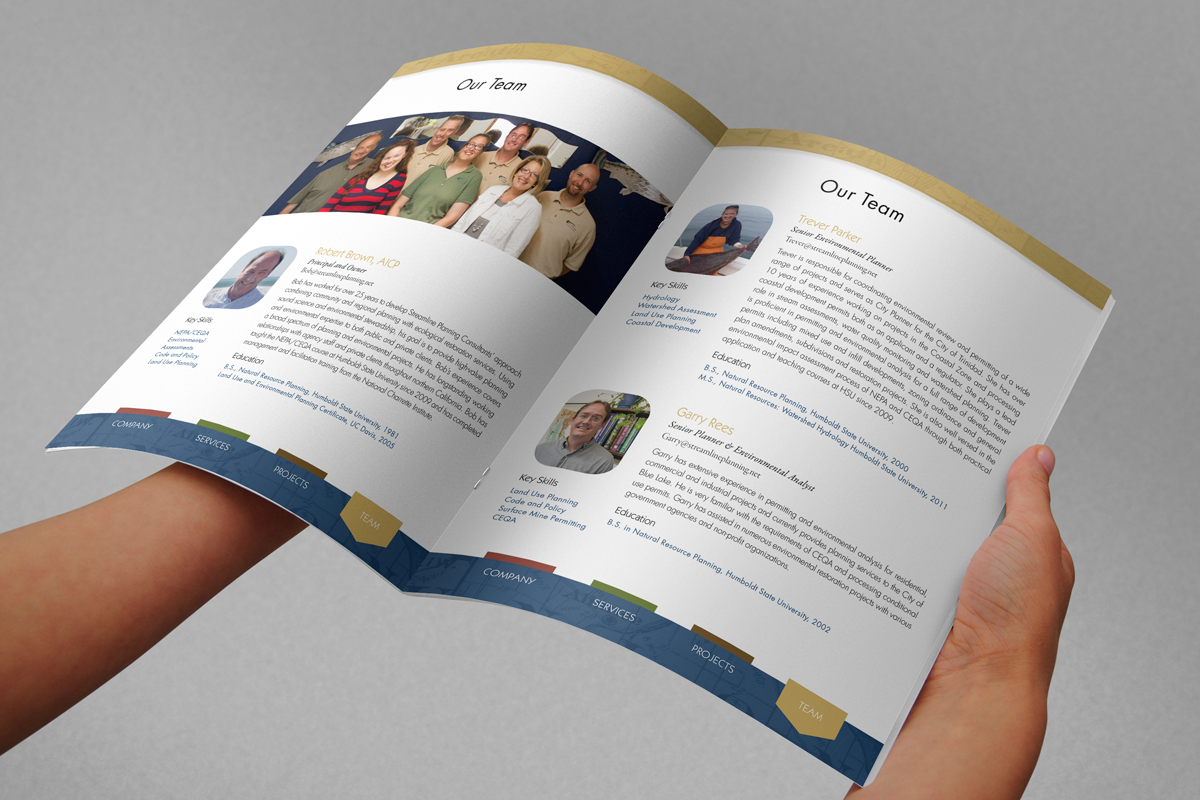 Our Team
Robert Brown, AICP
Principal and Owner
Bob@streamlineplanning.net
Bob has worked for over 25 years to develop Streamline Planning Consultants' approach
combining community and regional planning with ecological restoration services. Using
sound science and environmental stewardship, Bob's goal is to provide high-value planning
and environmental expertise to both public and private clients. Bob's experience covers
a broad spectrum of planning and environmental projects. He has longstanding working
relationships with agency staff and private clients throughout northern California. Bob has
taught the NEPA/CEQA course at Humboldt State University since 2009 and has completed
management and facilitation training from the National Charrette Institute.
Key Skills
NEPA/CEQA
Environmental
Assessments
Code and Policy
Land Use Planning
Education
B.S., Natural Resource Planning, Humboldt State University, 1981
Land Use and Environmental Planning Certificate, UC Davis, 2005
COMPANY
SERVICES
PROJECTS
TEAM
Our Team
Trever Parker
Senior Environmental Planner
Trever@streamlineplanning.net
Trever is responsible for coordinating environmental review and permitting of a wide
range of projects and serves as City Planner for the City of Trinidad. She has over
10 years of experience working on projects in the Coastal Zone and processing
coastal development permits both as an applicant and a regulator. She plays a lead
role in stream assessments, water quality monitoring and watershed planning. Trever
is proficient in permitting and environmental analysis for a full range of development
permits including mixed use and infill developments, zoning ordinance and general
plan amendments, subdivisions and restoration projects. She is also well versed in the
environmental impact assessment process of NEPA and CEQA through both practical
application and teaching courses at HSU since 2009.
Key Skills
Hydrology
Watershed Assessment
Land Use Planning
Coastal Development
Education
B.S., Natural Resource Planning, Humboldt State University, 2000
M.S., Natural Resources: Watershed Hydrology Humboldt State University, 2011
Garry Rees
Senior Planner & Environmental Analyst
Garry@streamlineplanning.net
Garry has extensive experience in permitting and environmental analysis for residential,
commercial and industrial projects and currently provides planning services to the City of
Blue Lake. He is very familiar with the requirements of CEQA and processing conditional
use permits. Garry has assisted in numerous environmental restoration projects with various
government agencies and non-profit organizations.
Key Skills
Land Use Planning
Code and Policy
Surface Mine Permitting
CEQA
Education
B.S. in Natural Resource Planning, Humboldt State University, 2002
COMPANY
SERVICES
PROJECTS
TEAM